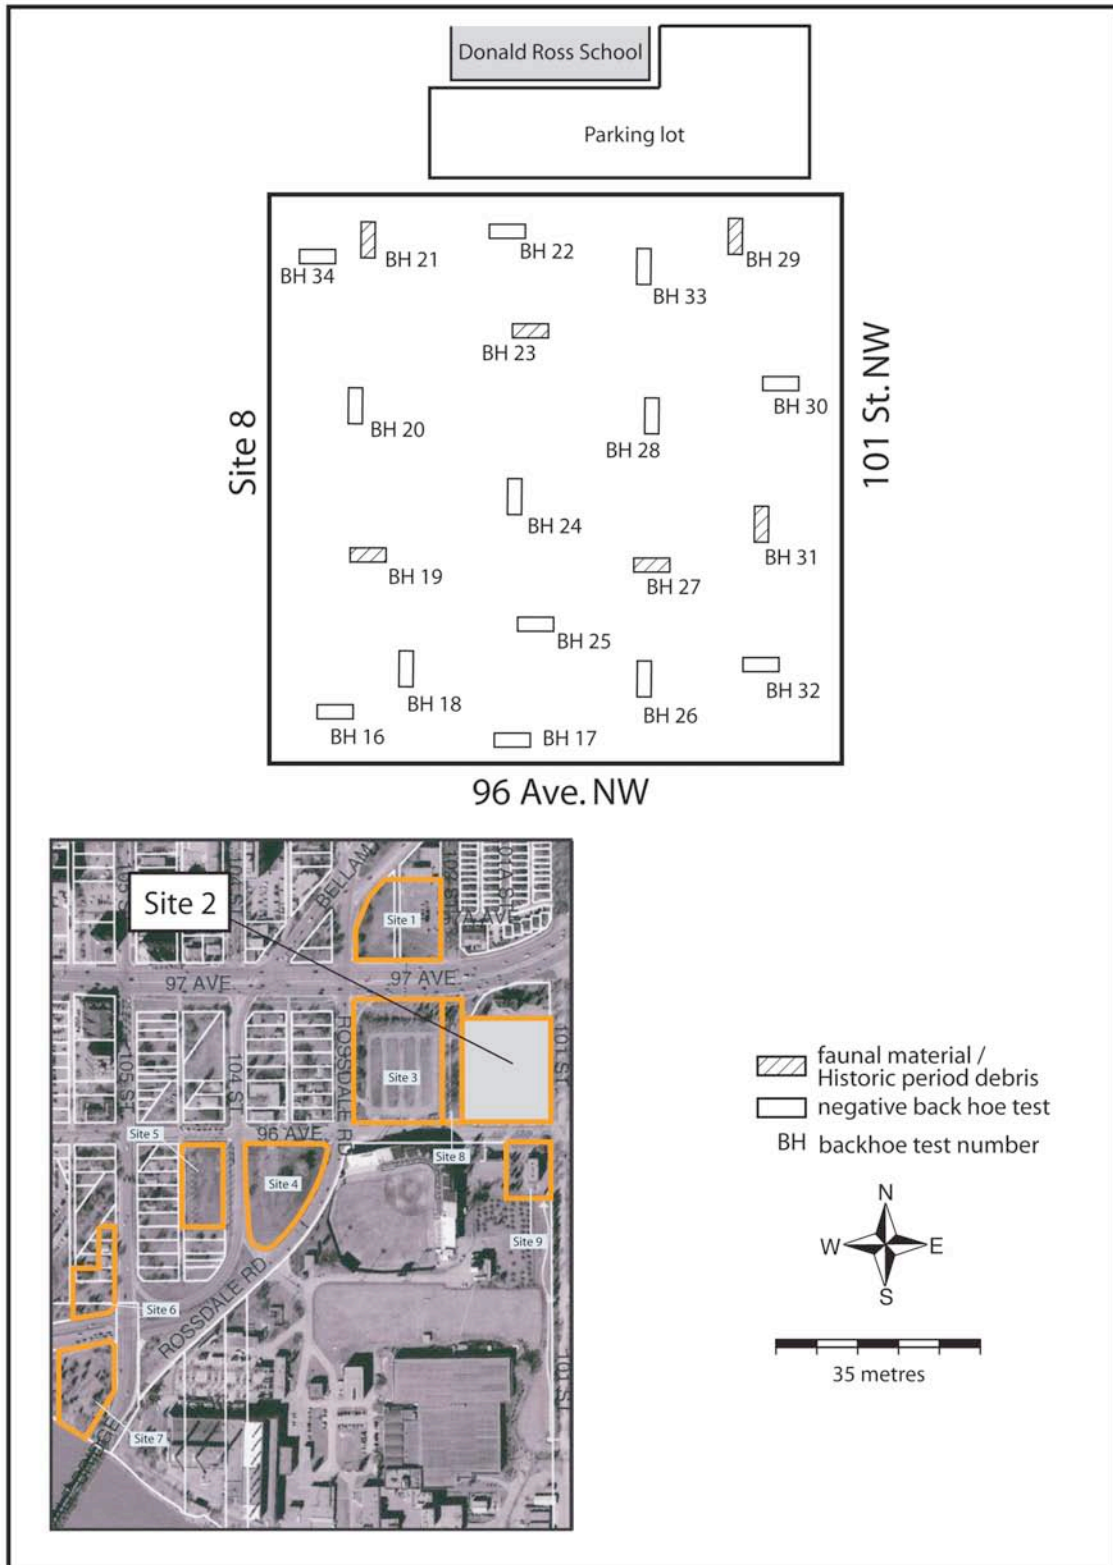 Donald Ross School
Parking lot
BH 34
BH 21
BH 22
BH 33
BH 29
BH 23
BH 30
BH 20
BH 28
Site 8
101 St. NW
BH 24
BH 31
BH 19
BH 27
BH 25
BH 18
BH 26
BH 32
BH 16
BH 17
96 Ave. NW
BELLAM
Site 2
Site 1
97 AVE
97 AVE
ROSSDALE RD
101 ST
105 ST
104 ST
Site 3
Site 5
96 AVE
Site 8
Site 4
Site 9
Site 6
ROSSDALE RD
101 ST
Site 7
faunal material /
Historic period debris
negative back hoe test
BH backhoe test number
N
W E
S
35 metres